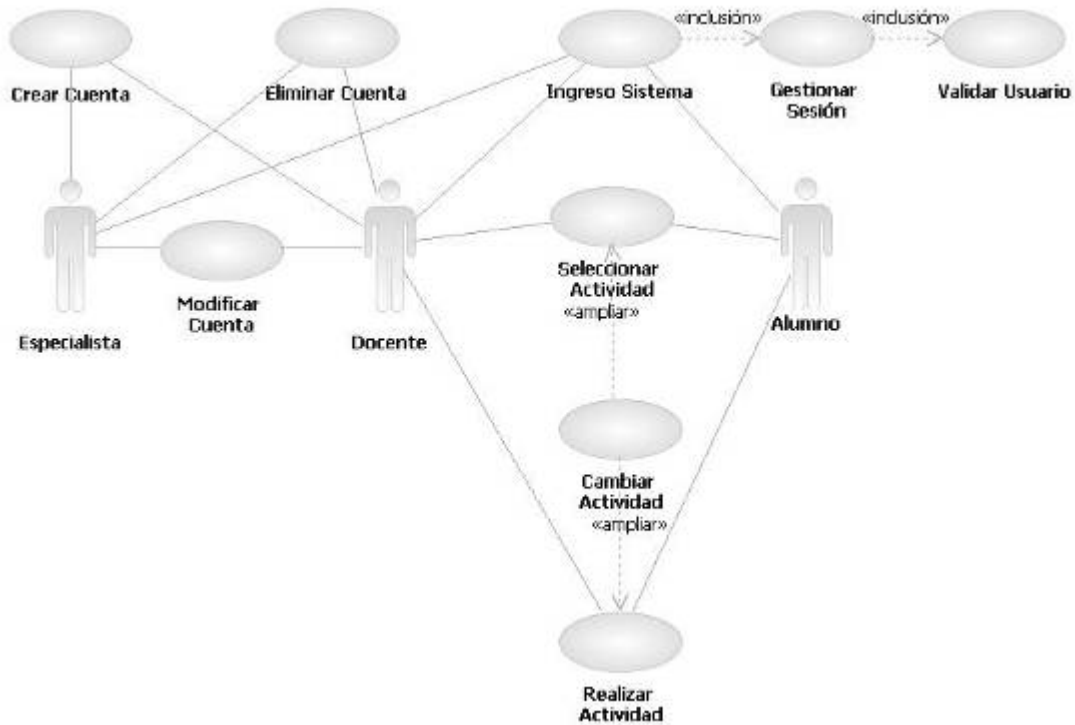 «inclusión»
«inclusión»
Crear Cuenta
Eliminar Cuenta
Ingreso Sistema
Gestionar
Sesión
Validar Usuario
Modificar
Cuenta
Especialista
Docente
Seleccionar
Actividad
«ampliar»
Alumno
Cambiar
Actividad
«ampliar»
Realizar
Actividad